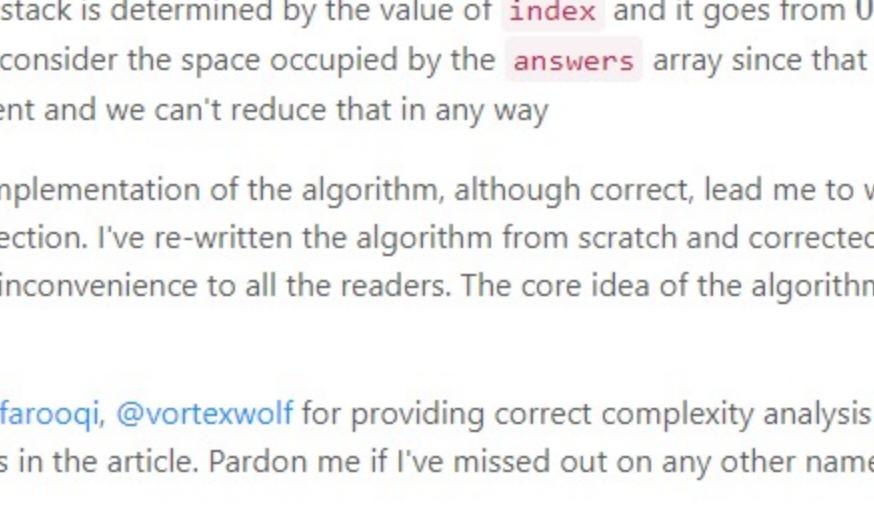 stack is determined by the value of index and it goes from 0
consider the space occupied by the answers array since that
ent and we can't reduce that in any way
mplementation of the algorithm, although correct, lead me to w
ection. I've re-written the algorithm from scratch and corrected
inconvenience to all the readers. The core idea of the algorithm
farooqi, @vortexwolf for providing correct complexity analysis
s in the article. Pardon me if I've missed out on any other name